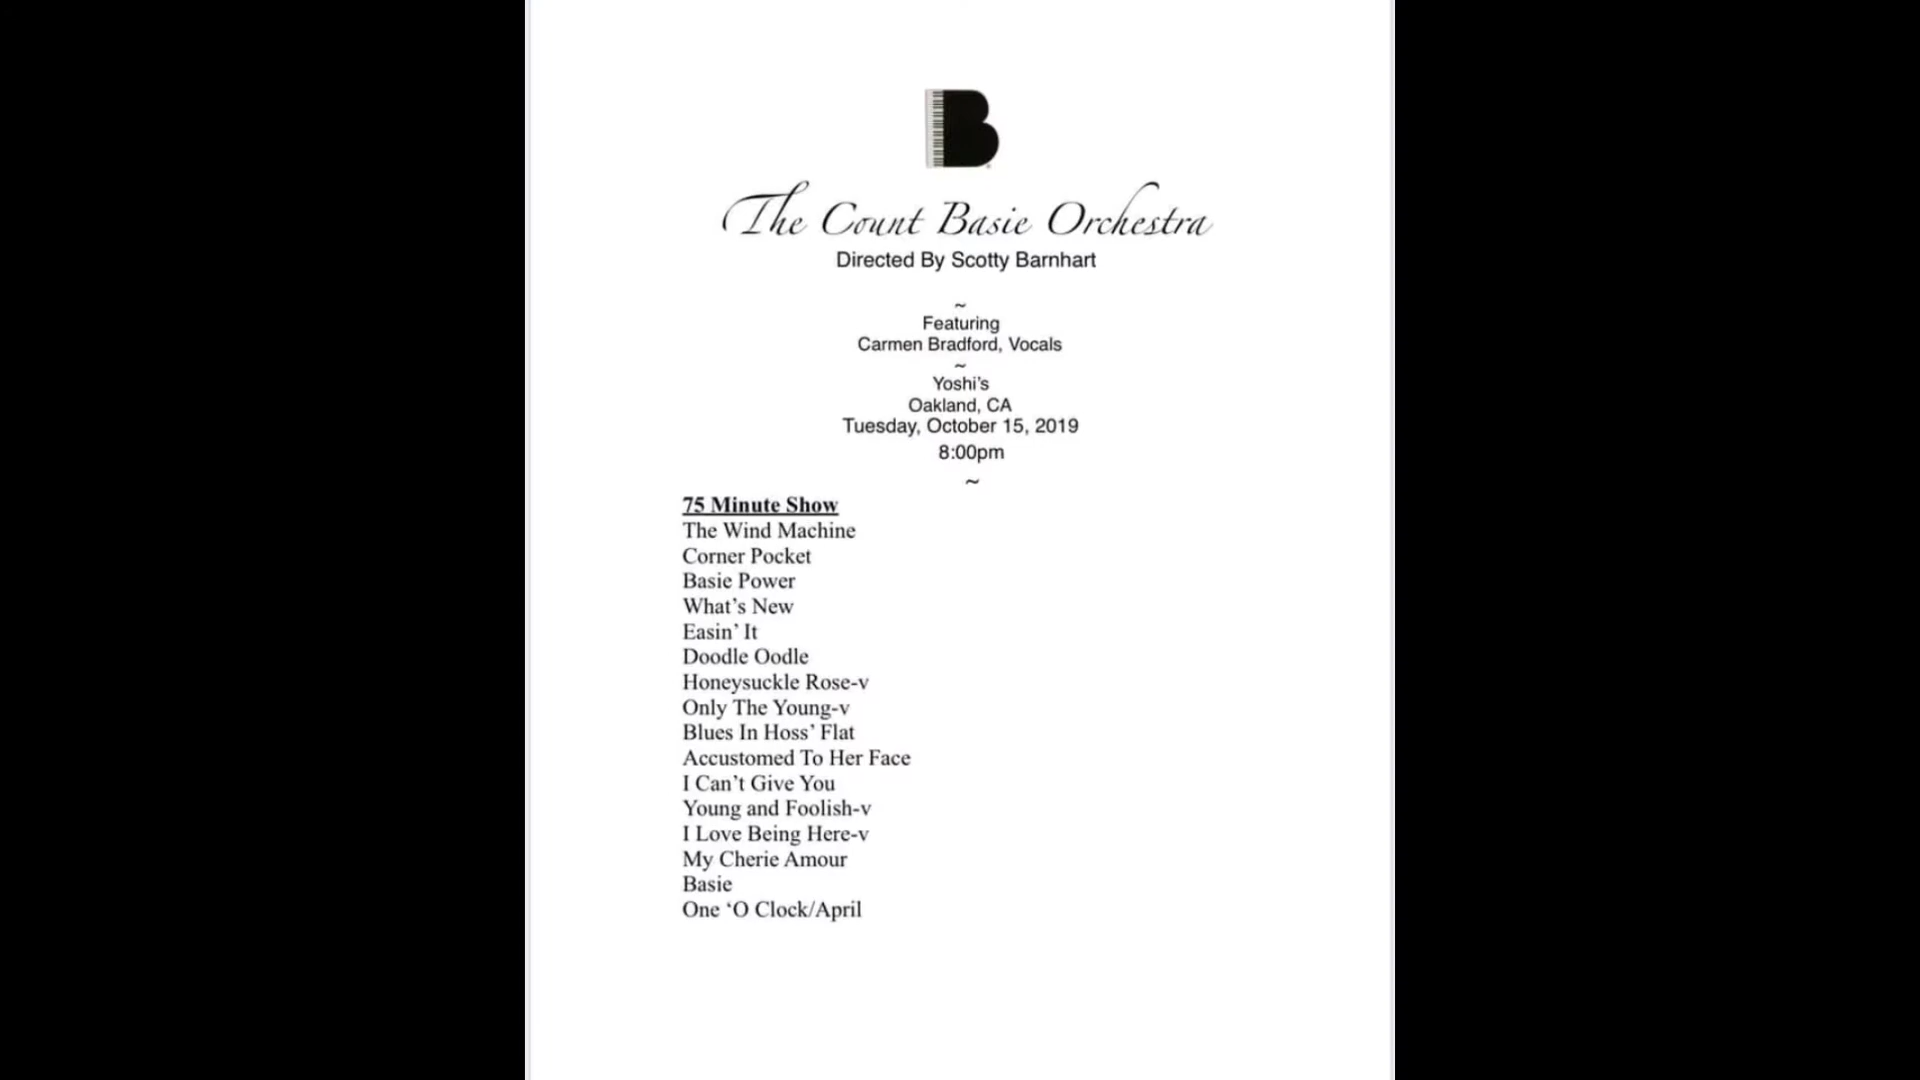 B
The Count Basie Orchestra
Directed By Scotty Barnhart
~
Featuring
Carmen Bradford, Vocals
~
Yoshi’s
Oakland, CA
Tuesday, October 15, 2019
8:00pm
~
75 Minute Show
The Wind Machine
Corner Pocket
Basie Power
What’s New
Easin’ It
Doodle Oodle
Honeysuckle Rose-v
Only The Young-v
Blues In Hoss’ Flat
Accustomed To Her Face
I Can’t Give You
Young and Foolish-v
I Love Being Here-v
My Cherie Amour
Basie
One ‘O Clock/April